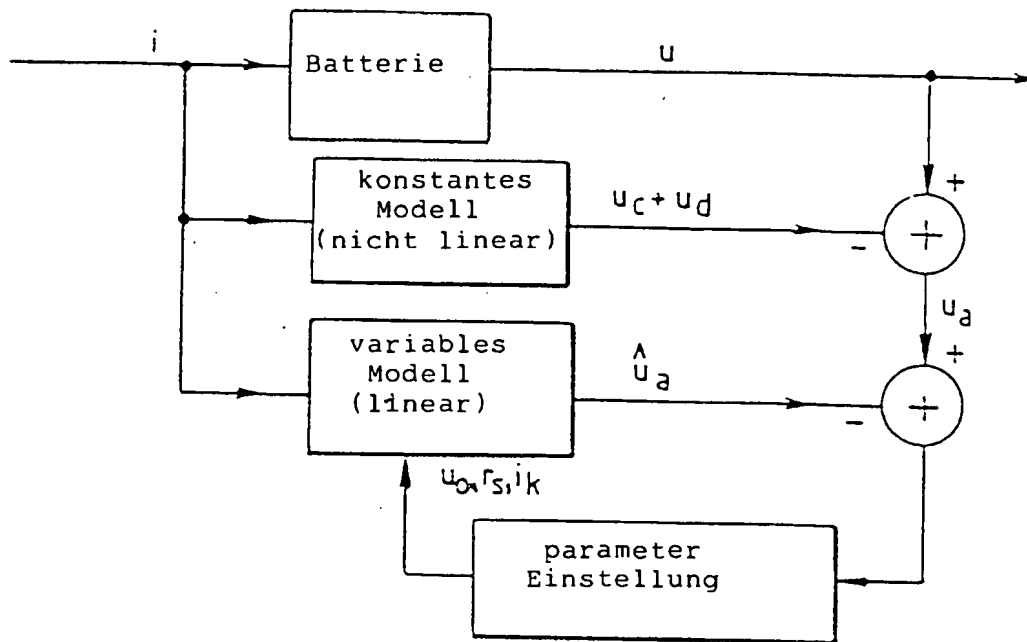 i
Batterie
u
konstantes
Modell
(nicht linear)
u_c + u_d
+
+
-
u_a
variables
Modell
(linear)
û_a
+
+
-
u_o, r_s, i_k
parameter
Einstellung